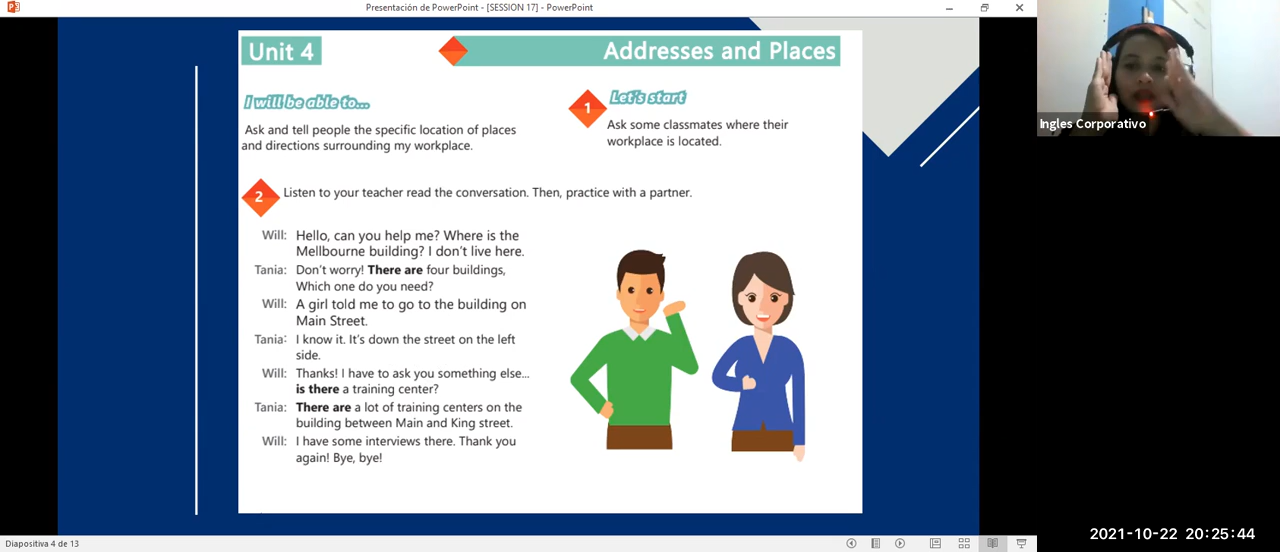 Presentación de PowerPoint - [SESSION 17] - PowerPoint
Unit 4
Addresses and Places
I will be able to...
Ask and tell people the specific location of places
and directions surrounding my workplace.
1
Let's start
Ask some classmates where their
workplace is located.
2
Listen to your teacher read the conversation. Then, practice with a partner.
Will: Hello, can you help me? Where is the
Mellbourne building? I don't live here.
Tania: Don't worry! There are four buildings,
Which one do you need?
Will: A girl told me to go to the building on
Main Street.
Tania: I know it. It's down the street on the left
side.
Will: Thanks! I have to ask you something else...
is there a training center?
Tania: There are a lot of training centers on the
building between Main and King street.
Will: I have some interviews there. Thank you
again! Bye, bye!
Ingles Corporativo
Diapositiva 4 de 13
2021-10-22 20:25:44